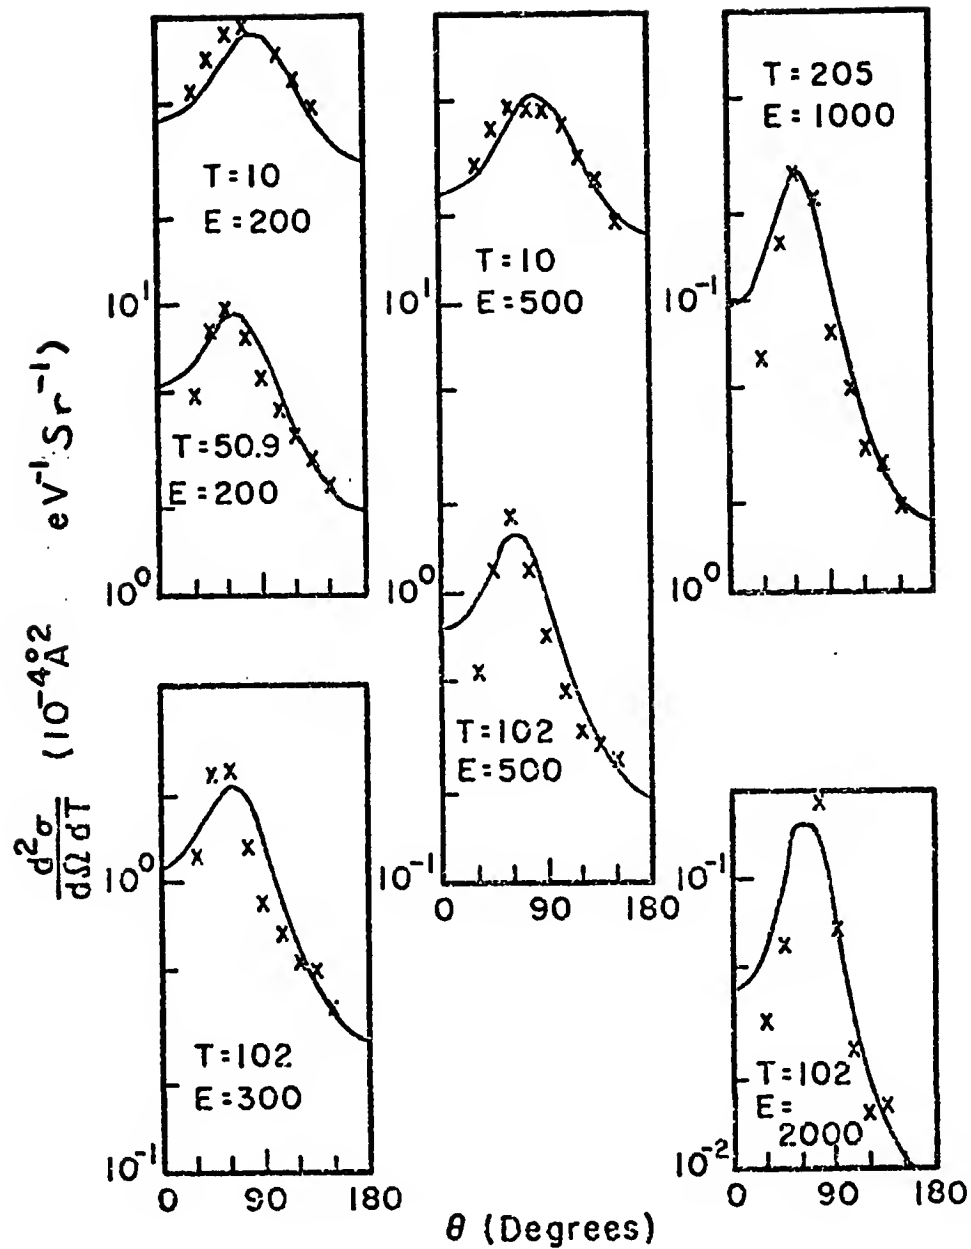 T=10
E=200
10¹
T=50.9
E=200
10⁰
T=10
E=500
10¹
10⁰
T=102
E=500
10⁻¹
0 90 180
T=205
E=1000
10⁻¹
10⁰
T=102
E=300
10⁰
10⁻¹
0 90 180
T=102
E=
2000
10⁻¹
10⁻²
0 90 180
θ (Degrees)
d²σ/dΩdT (10⁻⁴Å² eV⁻¹Sr⁻¹)